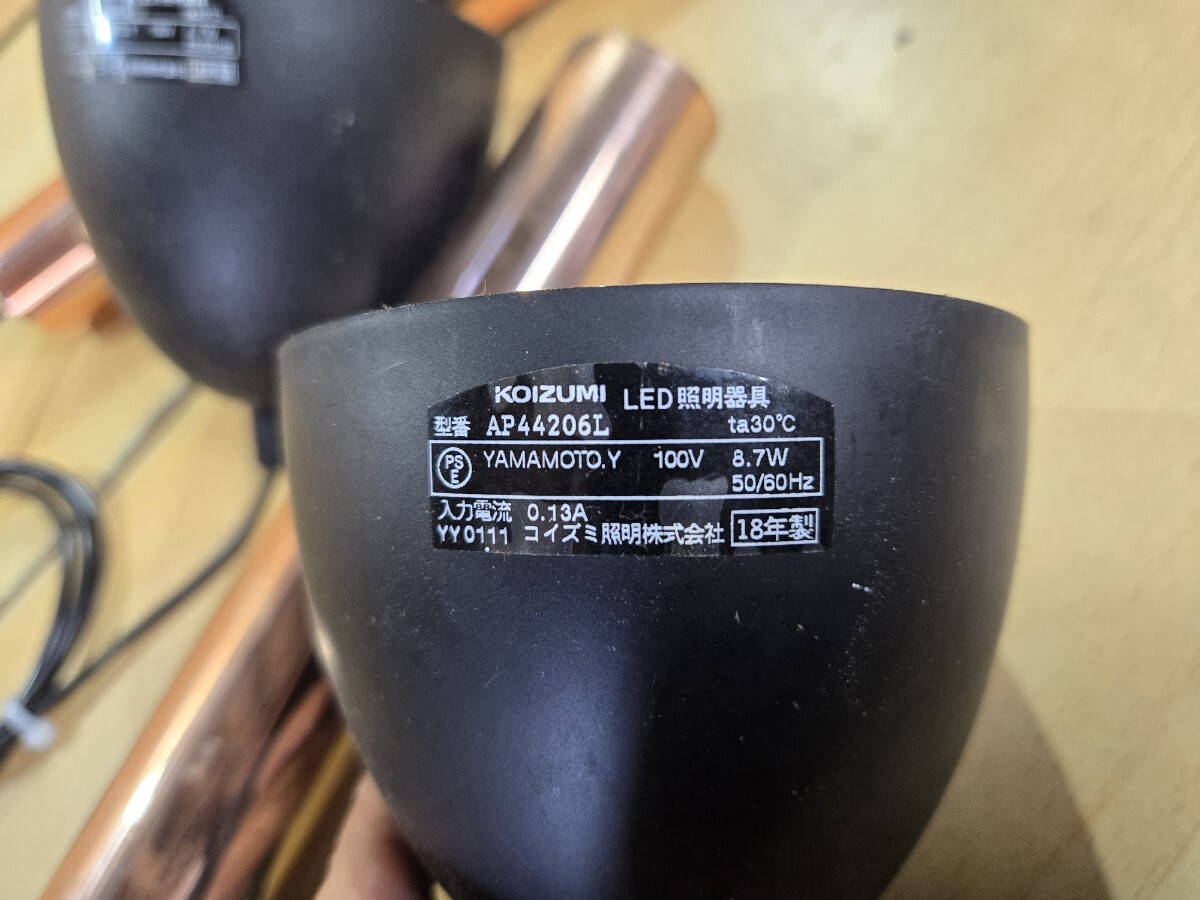 KOIZUMI LED照明器具
型番 AP44206L ta30℃
PSE YAMAMOTO.Y 100V 8.7W
50/60Hz
入力電流 0.13A
YY0111 コイズミ照明株式会社 18年製